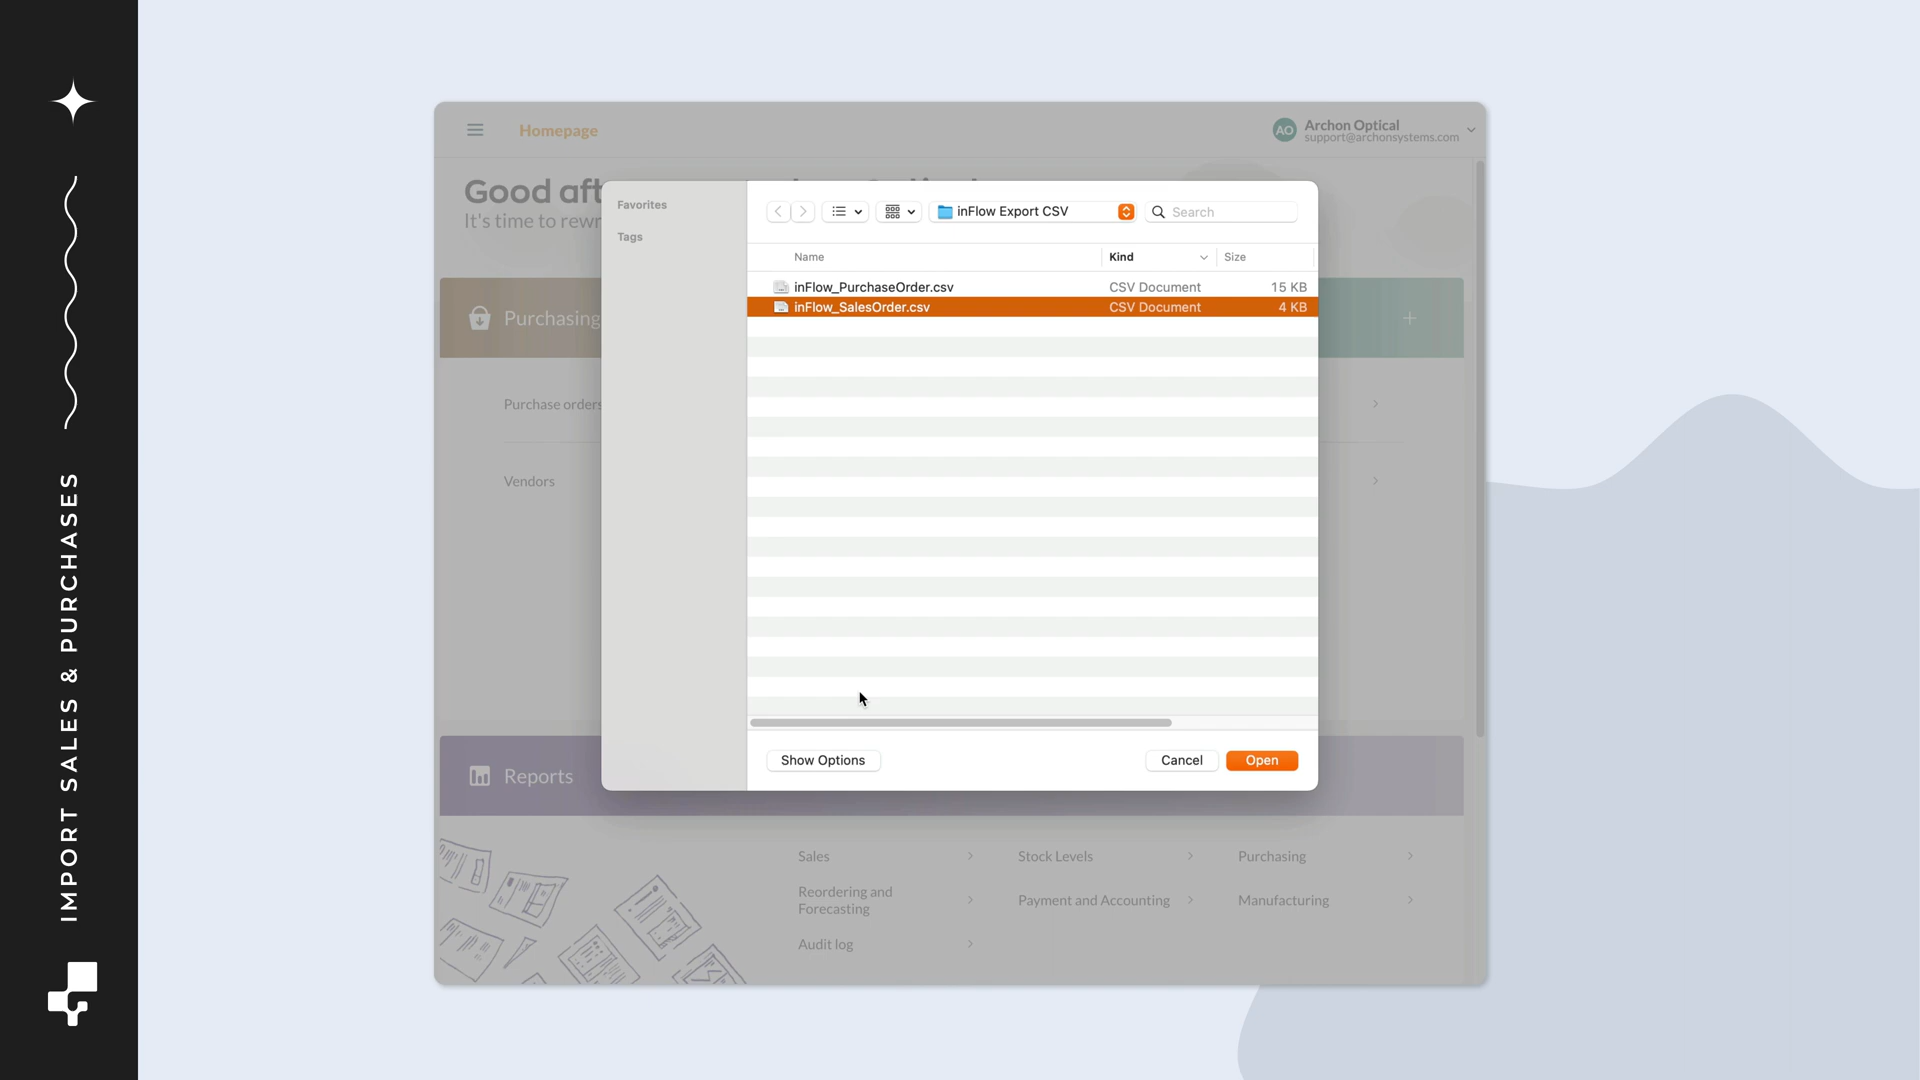 IMPORT SALES & PURCHASES
Homepage
AO
Archon Optical
support@archonsystems.com
Good aft
It's time to rewr
Favorites
Tags
inFlow Export CSV
Search
Name
Kind
Size
inFlow_PurchaseOrder.csv
CSV Document
15 KB
inFlow_SalesOrder.csv
CSV Document
4 KB
Purchasing
Purchase orders
Vendors
Show Options
Cancel
Open
Reports
Sales
Stock Levels
Purchasing
Reordering and
Forecasting
Payment and Accounting
Manufacturing
Audit log